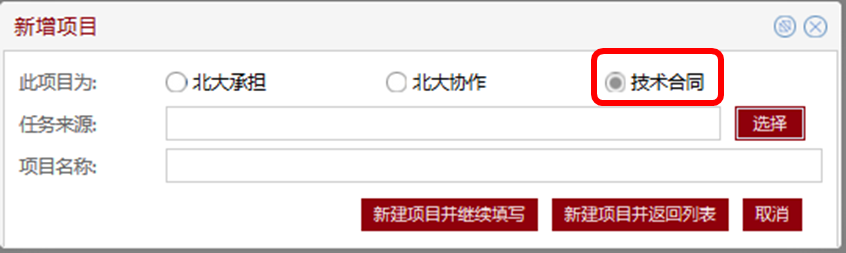 新增项目
此项目为: 北大承担 北大协作 技术合同
任务来源: 选择
项目名称:
新建项目并继续填写 新建项目并返回列表 取消